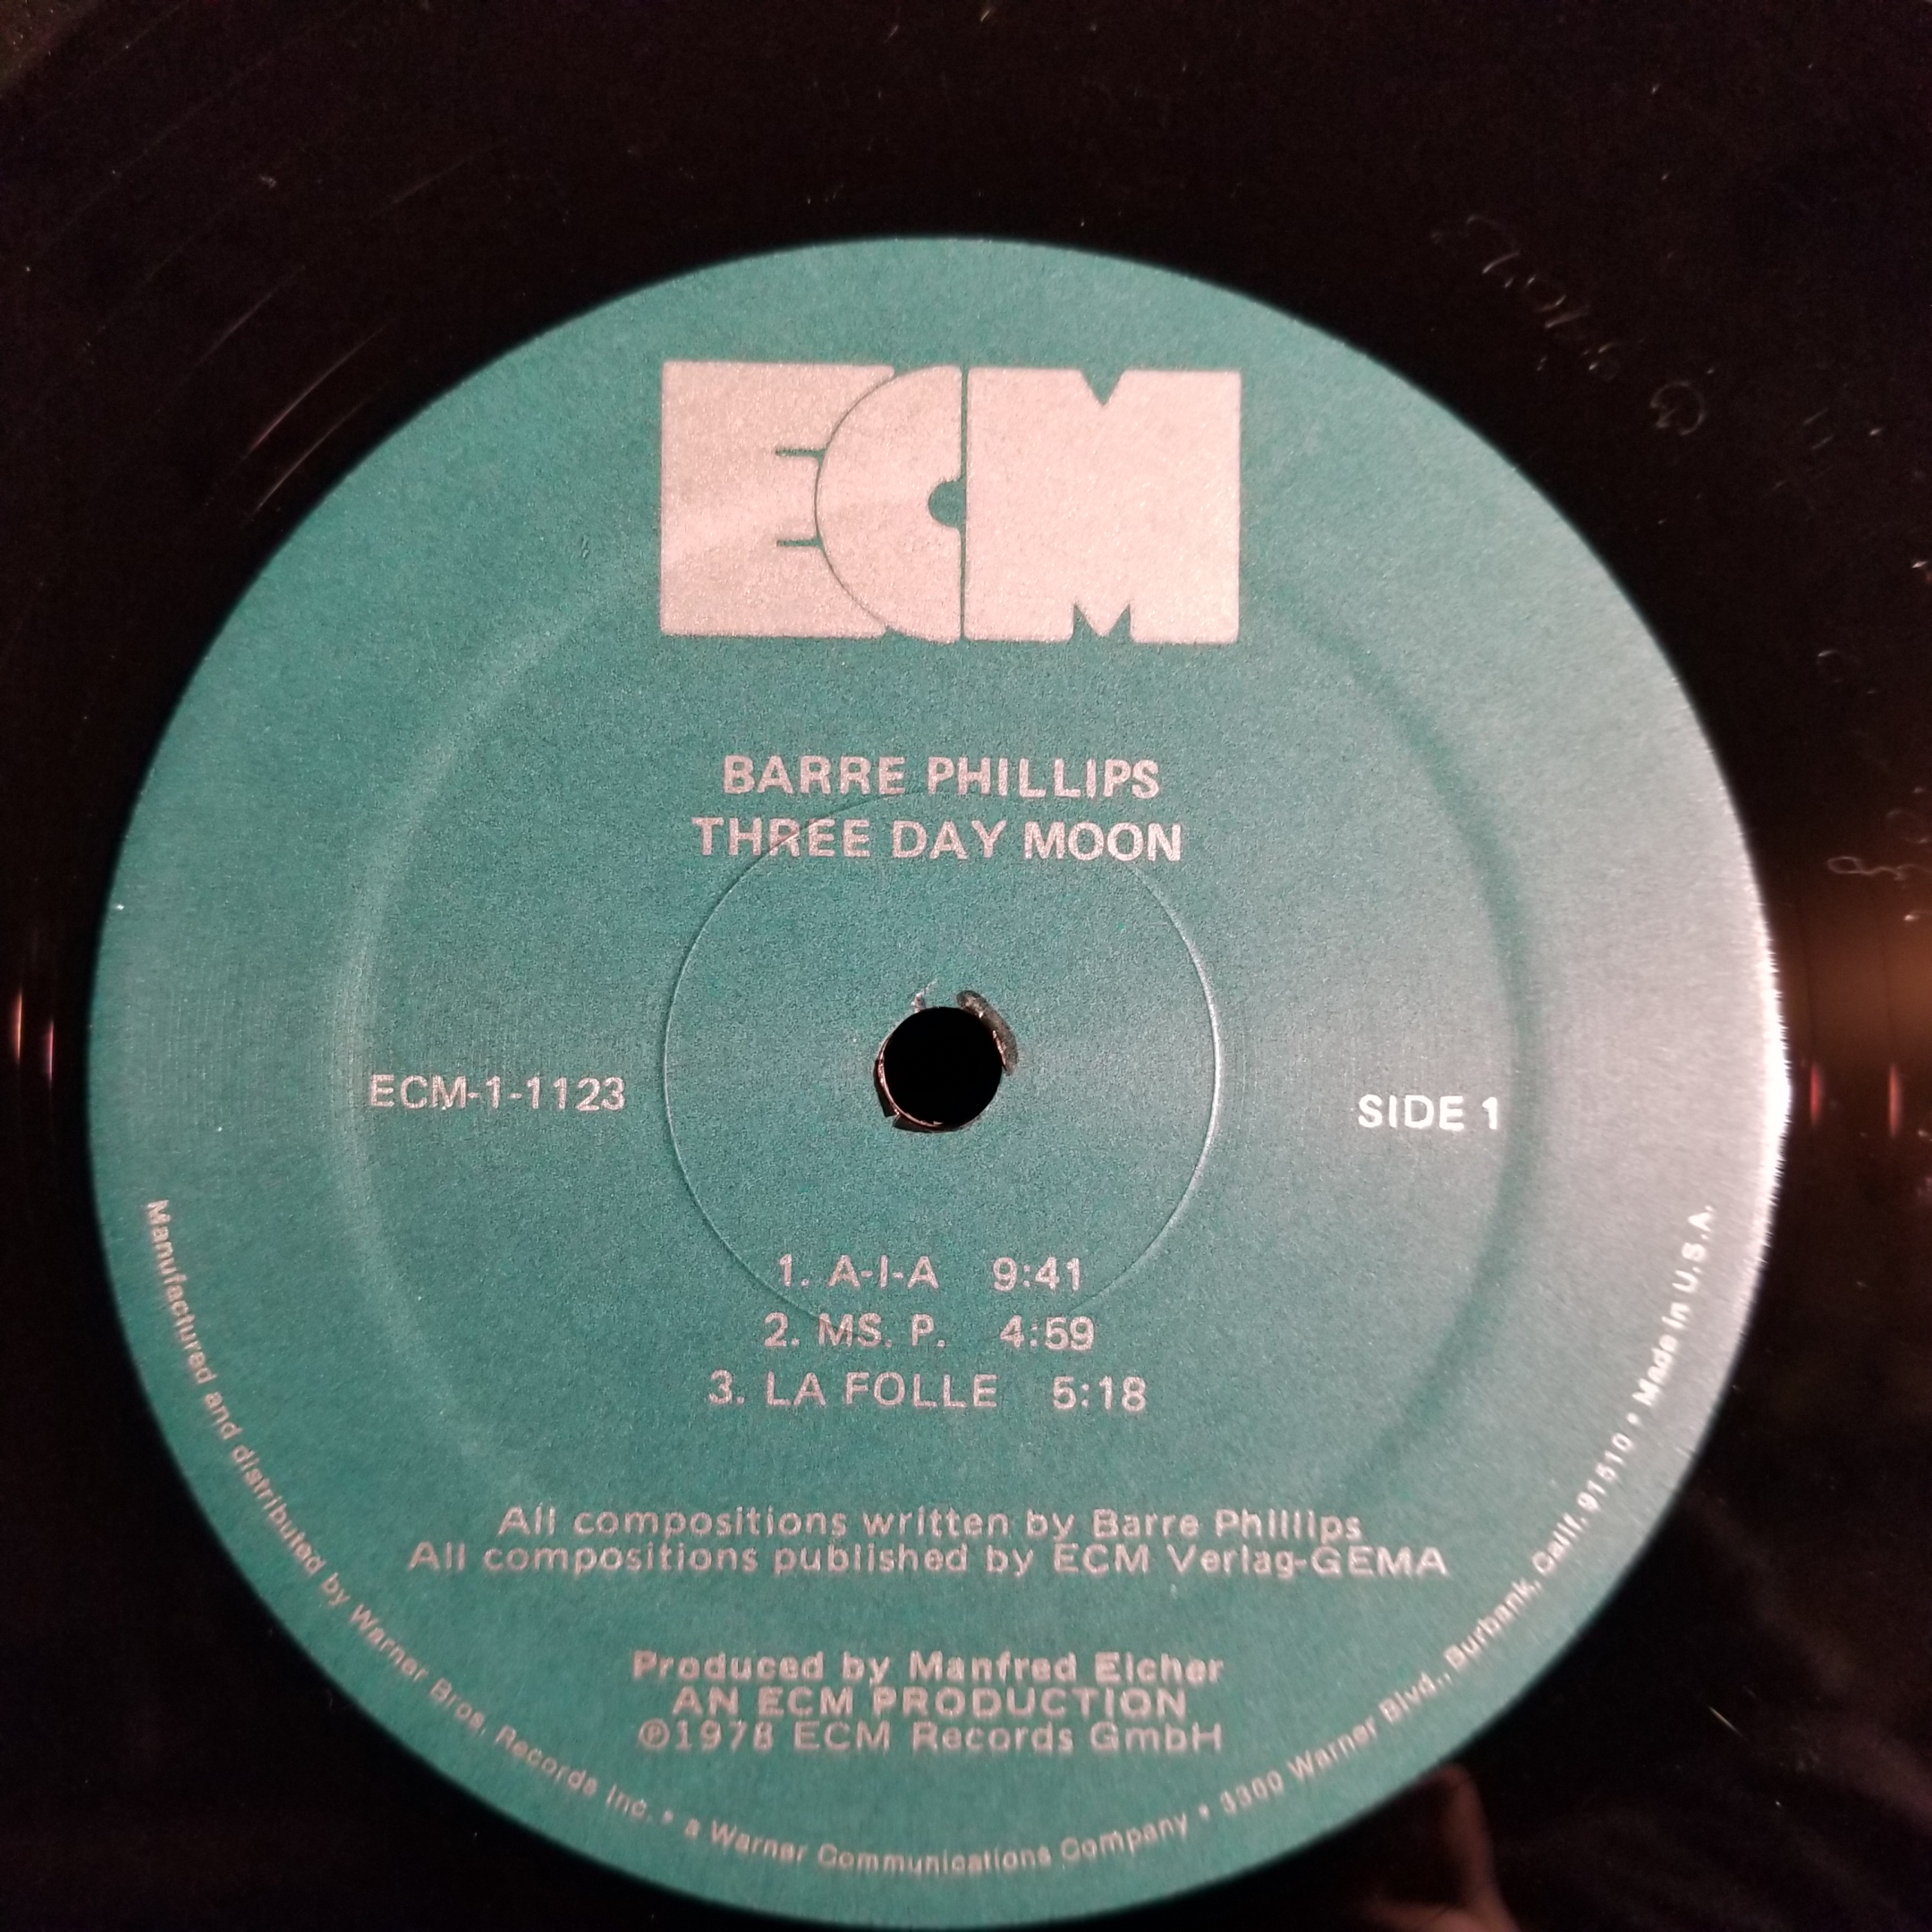 ECM
BARRE PHILLIPS
THREE DAY MOON
ECM-1-1123
SIDE 1
1. A-I-A 9:41
2. MS. P. 4:59
3. LA FOLLE 5:18
All compositions written by Barre Phillips
All compositions published by ECM Verlag-GEMA
Produced by Manfred Eicher
AN ECM PRODUCTION
℗1978 ECM Records GmbH
Manufactured and distributed by Warner Bros. Records Inc. • a Warner Communications Company • 3300 Warner Blvd., Burbank, Calif. 91510 • Made in U.S.A.